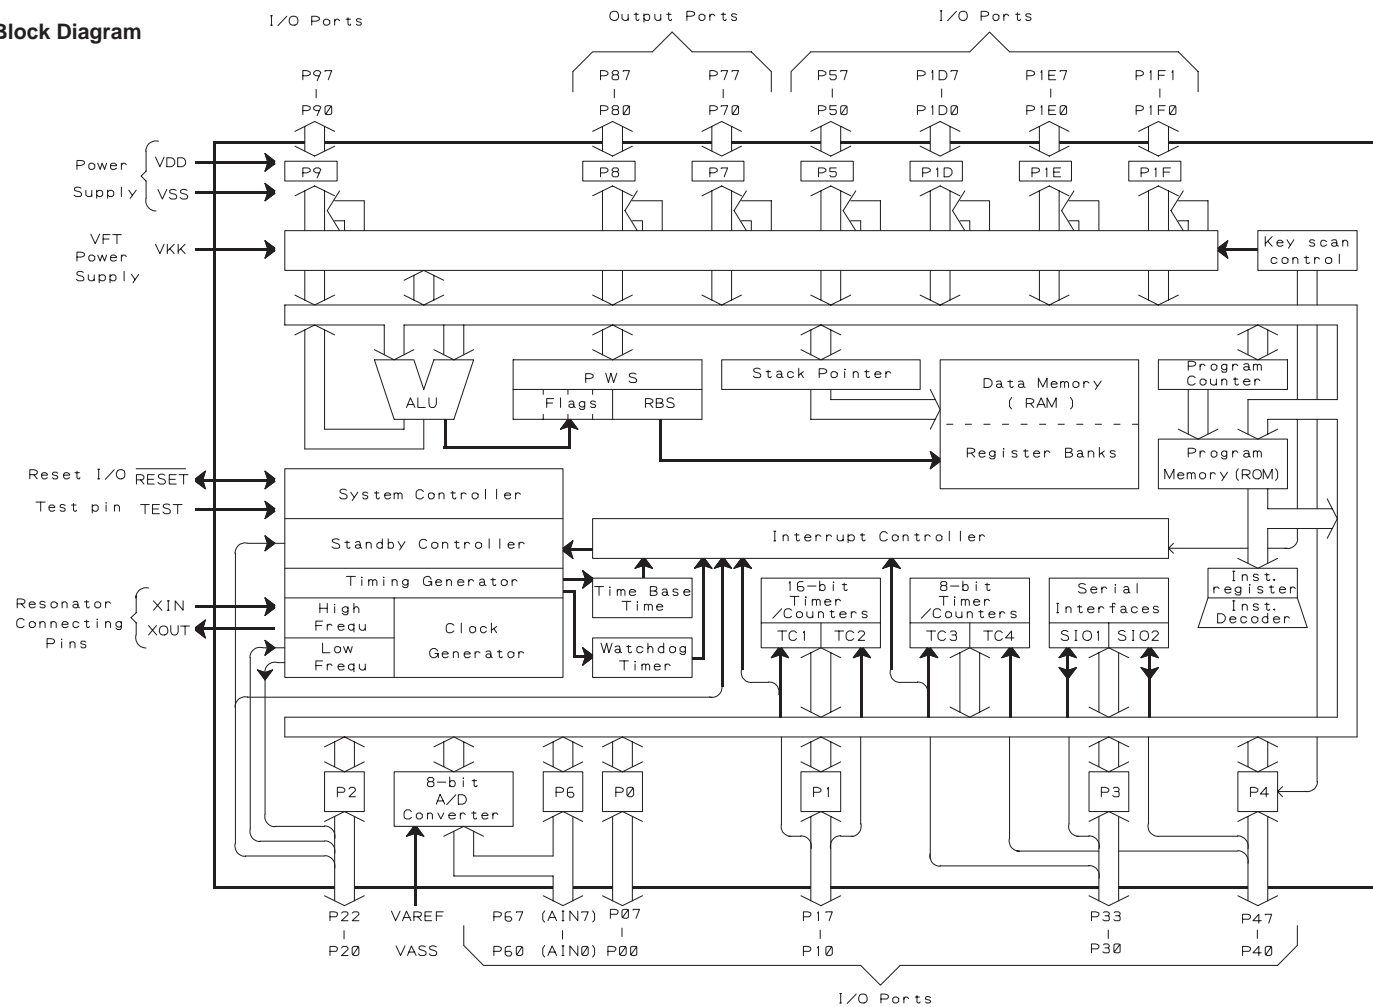 Block Diagram
I/O Ports
Output Ports
I/O Ports
P97
P87
P77
P57
P1D7
P1E7
P1F1
P90
P80
P70
P50
P1D0
P1E0
P1F0
Power
Supply
VDD
VSS
P9
P8
P7
P5
P1D
P1E
P1F
VFT
Power
Supply
VKK
Key scan
control
ALU
P W S
Flags
RBS
Stack Pointer
Data Memory
( RAM )
Register Banks
Program
Counter
Program
Memory (ROM)
Reset I/O RESET
Test pin TEST
System Controller
Standby Controller
Interrupt Controller
Timing Generator
Time Base
Time
16-bit
Timer
/Counters
TC1
TC2
8-bit
Timer
/Counters
TC3
TC4
Serial
Interfaces
SIO1
SIO2
Inst.
register
Inst.
Decoder
Resonator
Connecting
Pins
XIN
XOUT
High
Frequ
Low
Frequ
Clock
Generator
Watchdog
Timer
P2
8-bit
A/D
Converter
P6
P0
P1
P3
P4
P22
VAREF
P67 (AIN7)
P07
P17
P33
P47
P20
VASS
P60 (AIN0)
P00
P10
P30
P40
I/O Ports